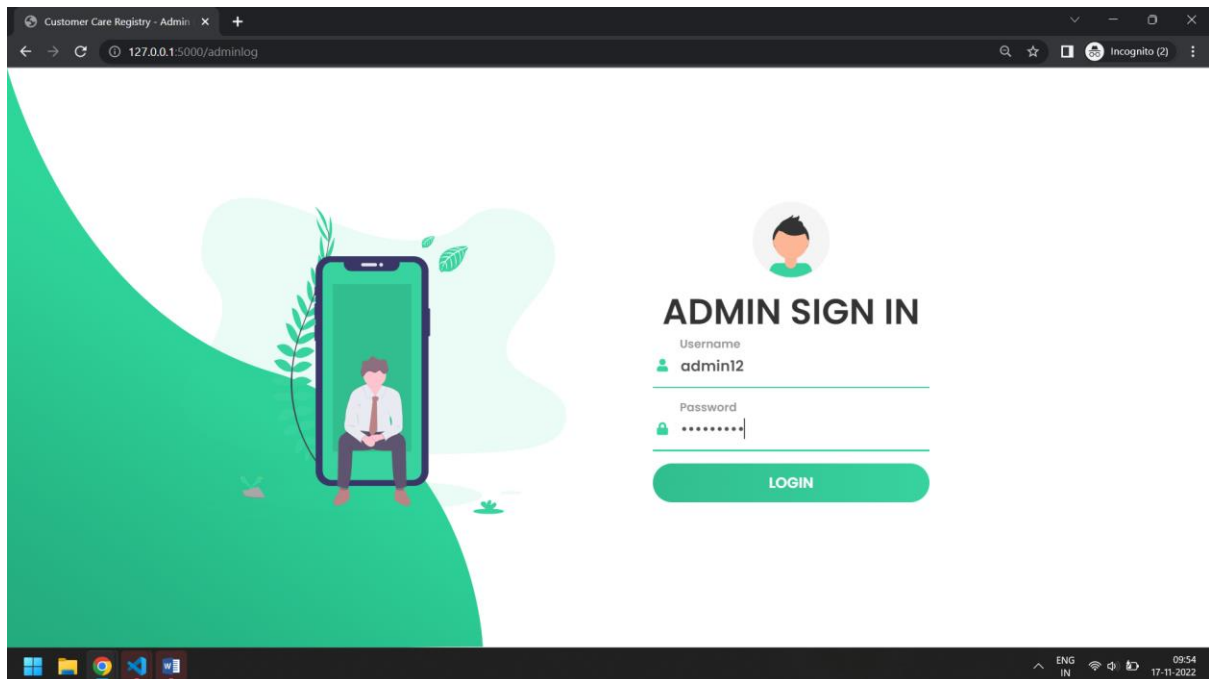 Customer Care Registry - Admin
127.0.0.1:5000/adminlog
Incognito (2)
ADMIN SIGN IN
Username
admin12
Password
•••••••••
LOGIN
ENG
IN
09:54
17-11-2022